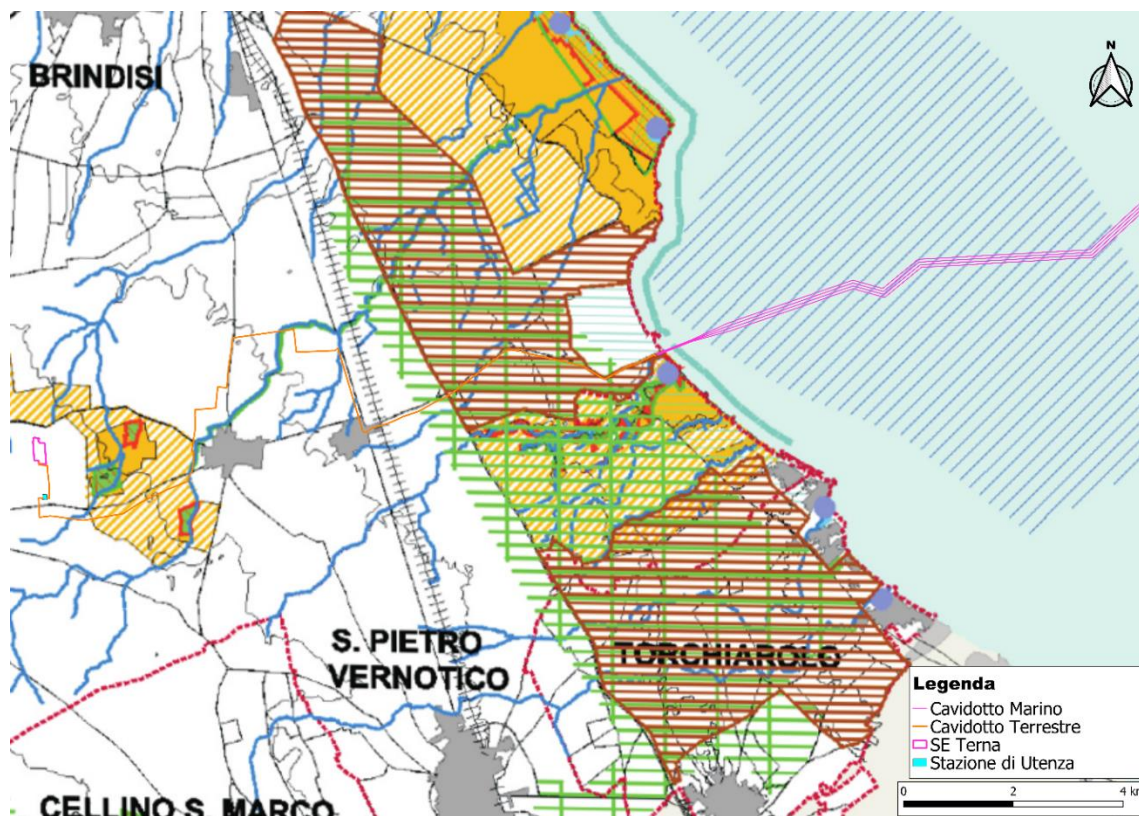 BRINDISI
N
S. PIETRO
VERNOTICO
TORCHIAROLO
CELLINO S. MARCO
Legenda
Cavidotto Marino
Cavidotto Terrestre
SE Terna
Stazione di Utenza
0 2 4 km